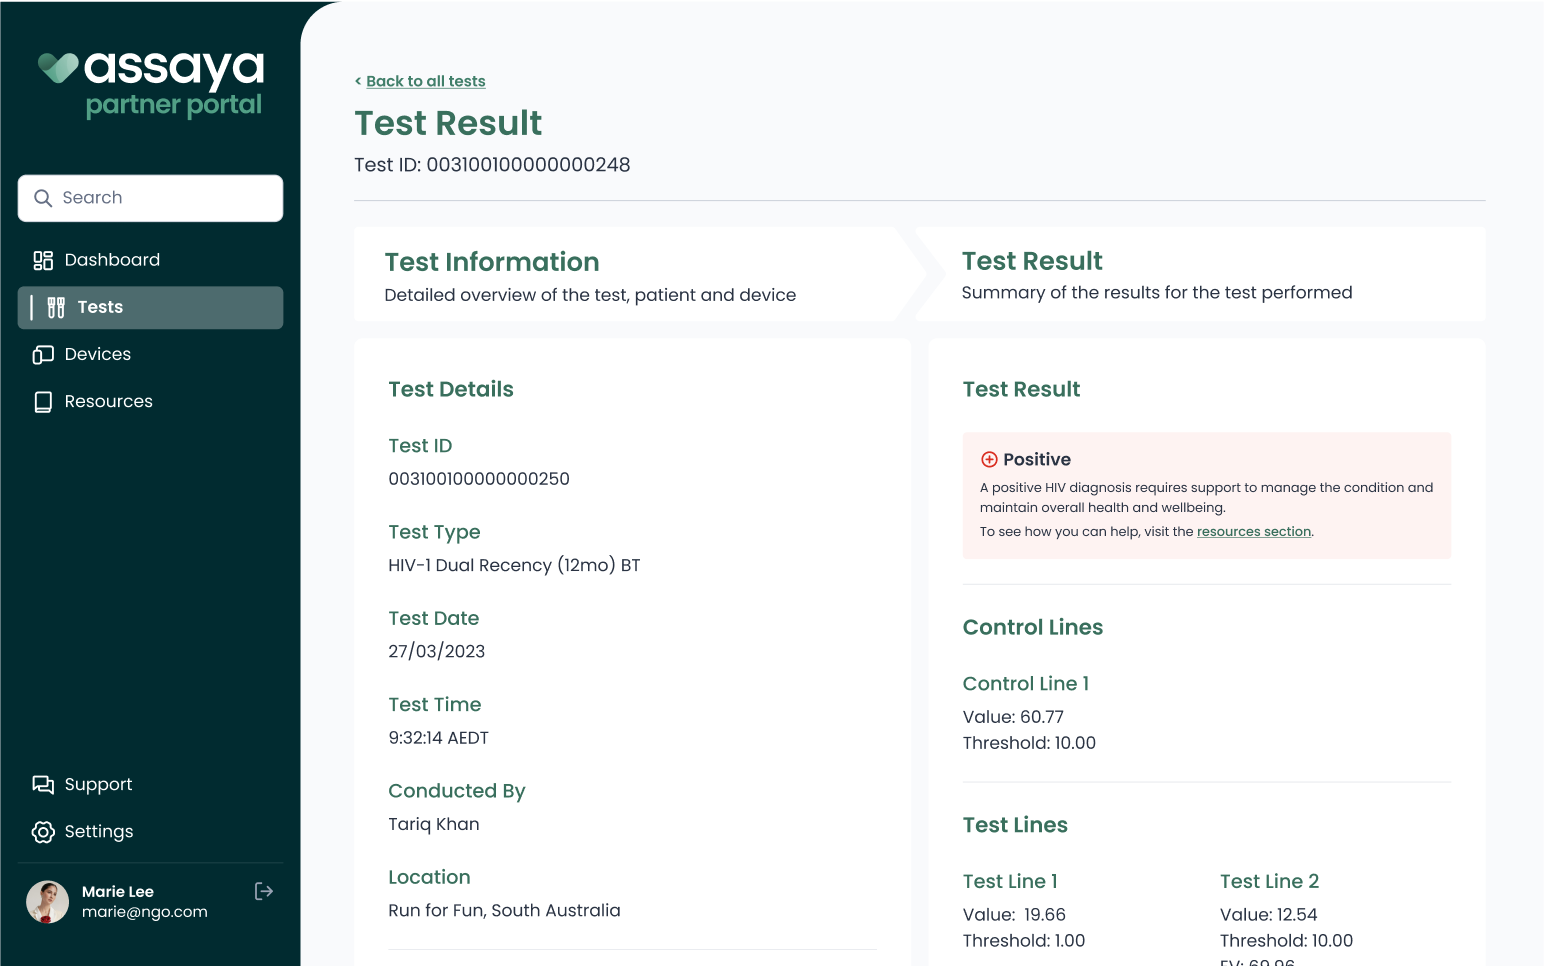 assaya
partner portal
Search
Dashboard
Tests
Devices
Resources
Support
Settings
Marie Lee
marie@ngo.com
< Back to all tests
Test Result
Test ID: 003100100000000248
Test Information
Detailed overview of the test, patient and device
Test Result
Summary of the results for the test performed
Test Details
Test ID
003100100000000250
Test Type
HIV-1 Dual Recency (12mo) BT
Test Date
27/03/2023
Test Time
9:32:14 AEDT
Conducted By
Tariq Khan
Location
Run for Fun, South Australia
Test Result
Positive
A positive HIV diagnosis requires support to manage the condition and
maintain overall health and wellbeing.
To see how you can help, visit the resources section.
Control Lines
Control Line 1
Value: 60.77
Threshold: 10.00
Test Lines
Test Line 1
Value: 19.66
Threshold: 1.00
Test Line 2
Value: 12.54
Threshold: 10.00